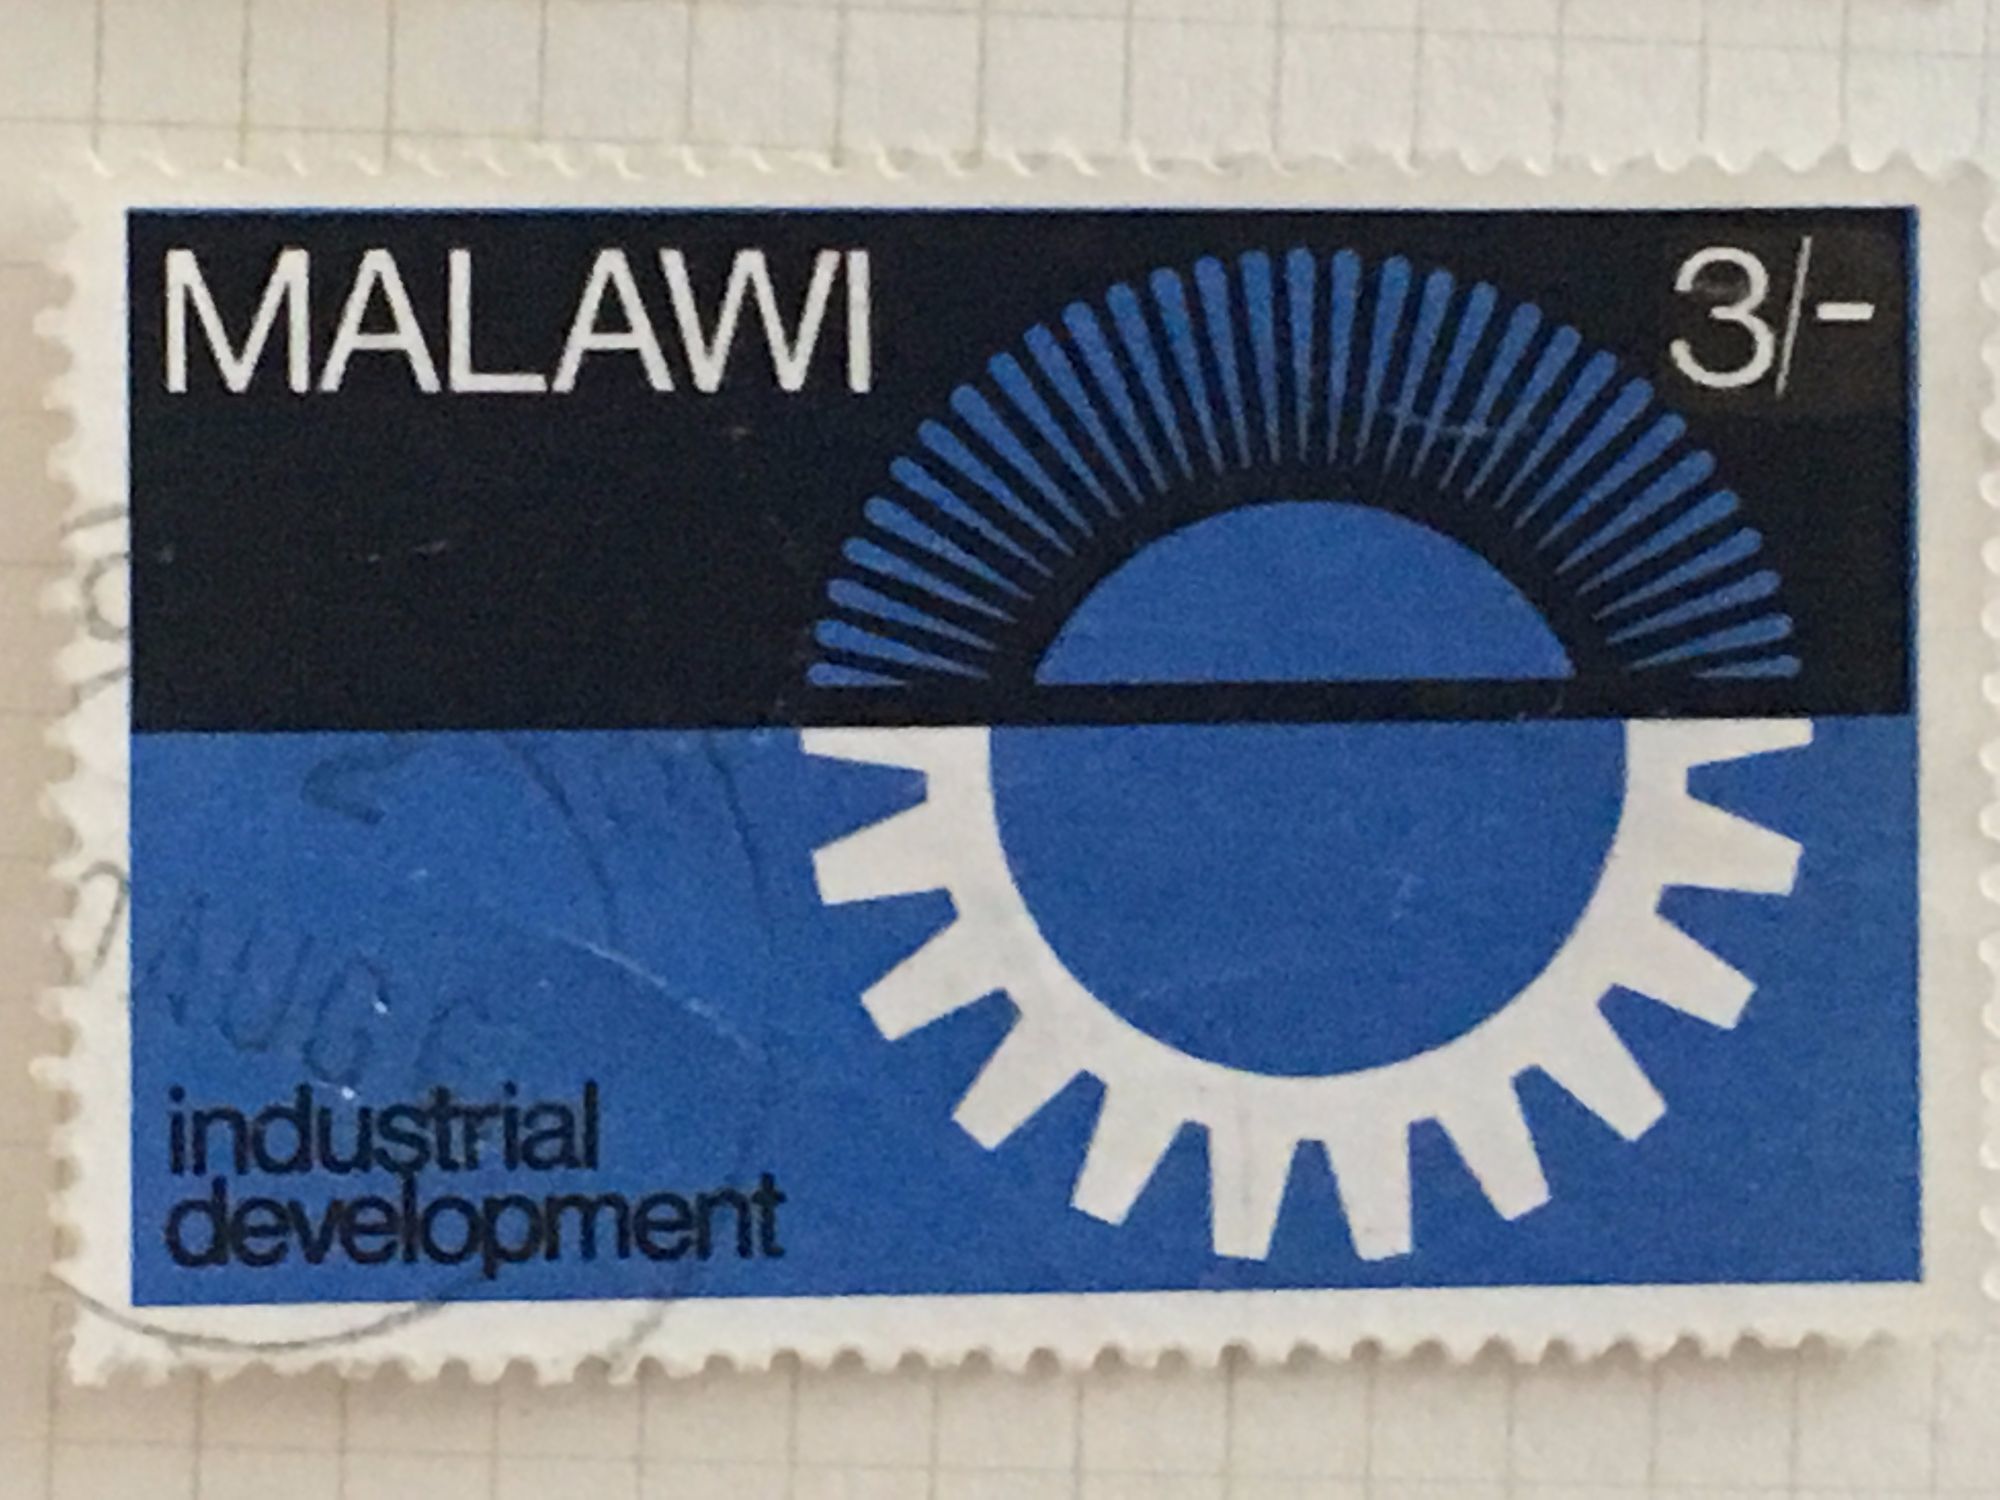 MALAWI
3/-
industrial
development